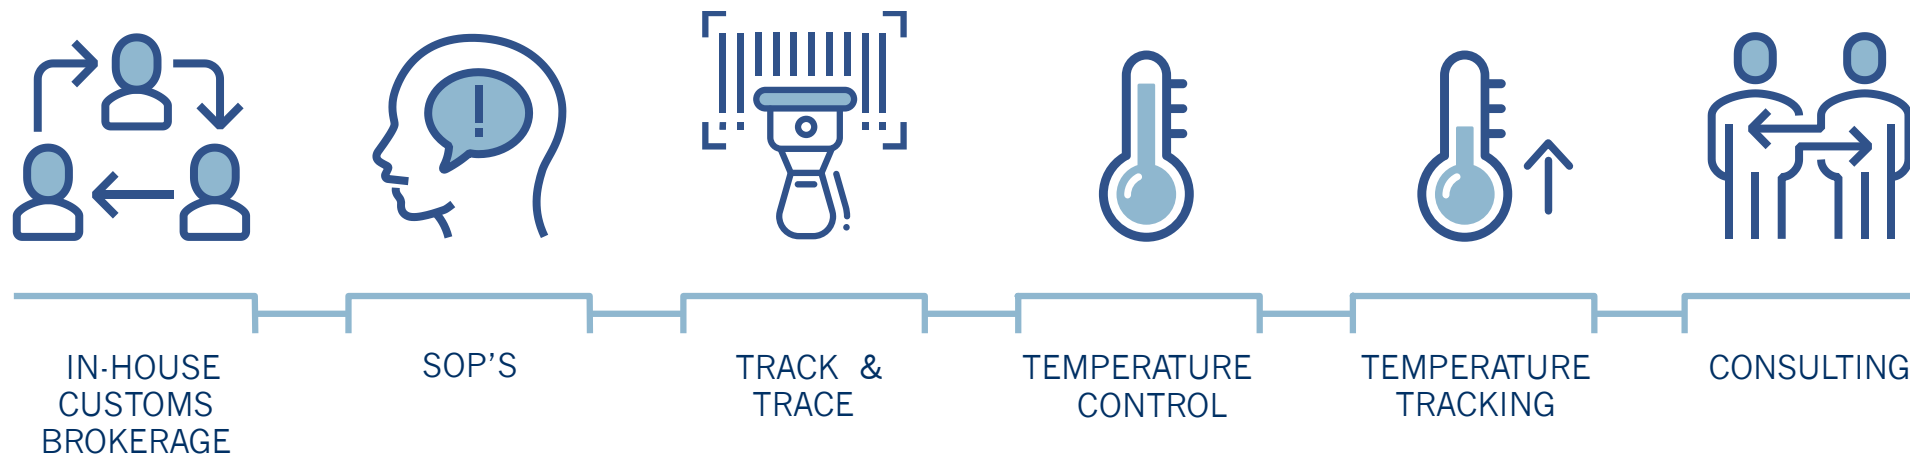 IN-HOUSE
CUSTOMS
BROKERAGE
SOP'S
TRACK &
TRACE
TEMPERATURE
CONTROL
TEMPERATURE
TRACKING
CONSULTING